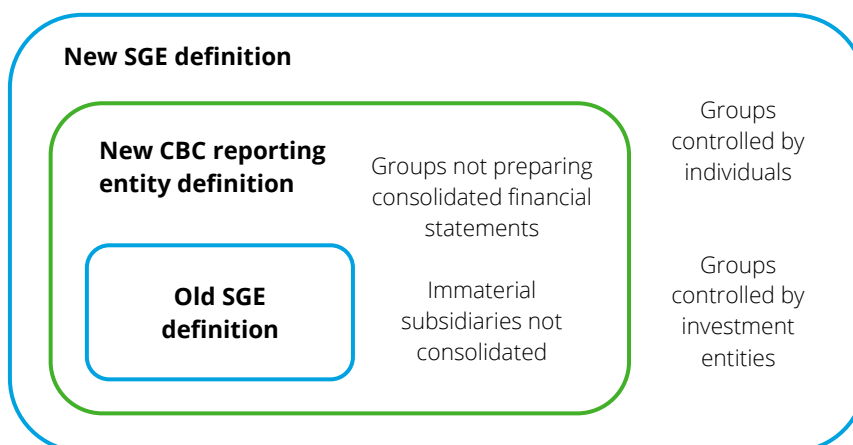 New SGE definition
New CBC reporting
entity definition
Groups not preparing
consolidated financial
statements
Groups
controlled by
individuals
Old SGE
definition
Immaterial
subsidiaries not
consolidated
Groups
controlled by
investment
entities